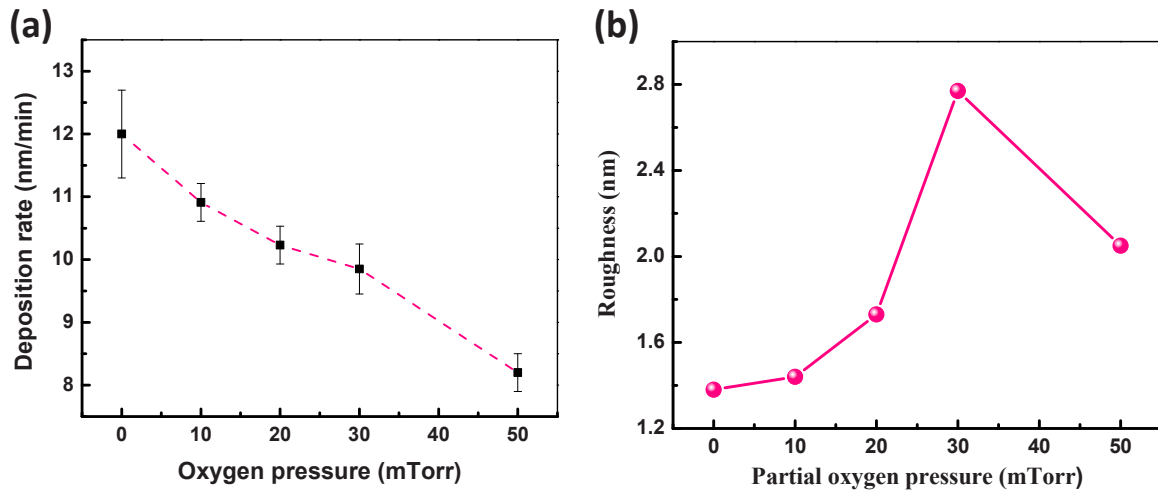 (a)
13
12
11
10
9
8
Deposition rate (nm/min)
0 10 20 30 40 50
Oxygen pressure (mTorr)
(b)
2.8
2.4
2.0
1.6
1.2
Roughness (nm)
0 10 20 30 40 50
Partial oxygen pressure (mTorr)